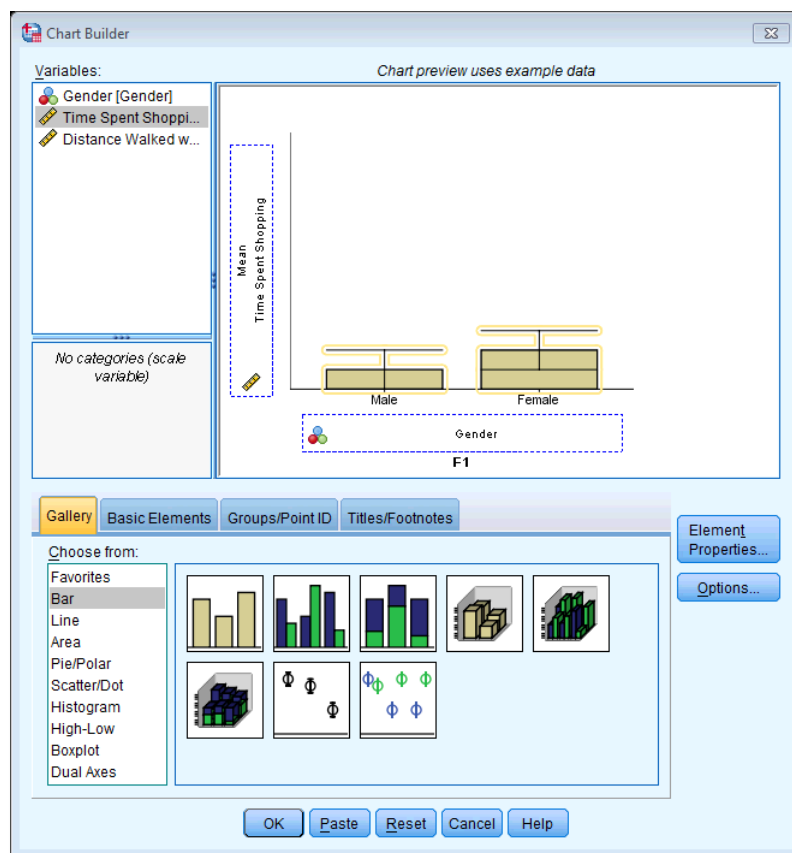 Chart Builder
Variables:
Chart preview uses example data
Gender [Gender]
Time Spent Shoppi...
Distance Walked w...
No categories (scale
variable)
Mean
Time Spent Shopping
Male
Female
Gender
F1
Gallery
Basic Elements
Groups/Point ID
Titles/Footnotes
Choose from:
Favorites
Bar
Line
Area
Pie/Polar
Scatter/Dot
Histogram
High-Low
Boxplot
Dual Axes
Element
Properties...
Options...
OK
Paste
Reset
Cancel
Help